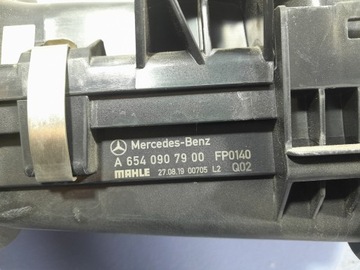 Mercedes-Benz
A 654 090 79 00 FP0140
MAHLE 27.08.19 00705 L2 Q02